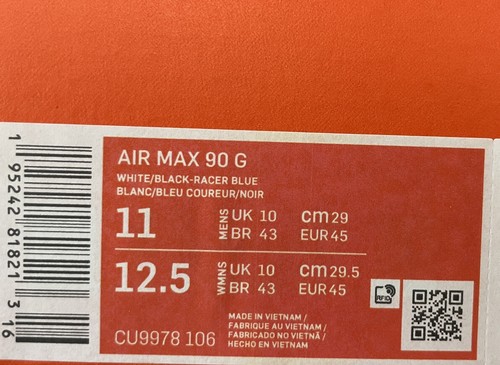 AIR MAX 90 G
WHITE/BLACK-RACER BLUE
BLANC/BLEU COUREUR/NOIR
11 MENS UK 10 cm 29
BR 43 EUR 45
12.5 WMNS UK 10 cm 29.5
BR 43 EUR 45
MADE IN VIETNAM /
FABRIQUE AU VIETNAM /
FABRICADO NO VIETNÃ /
HECHO EN VIETNAM
CU9978 106
RFID
1 95242 81821 3 16